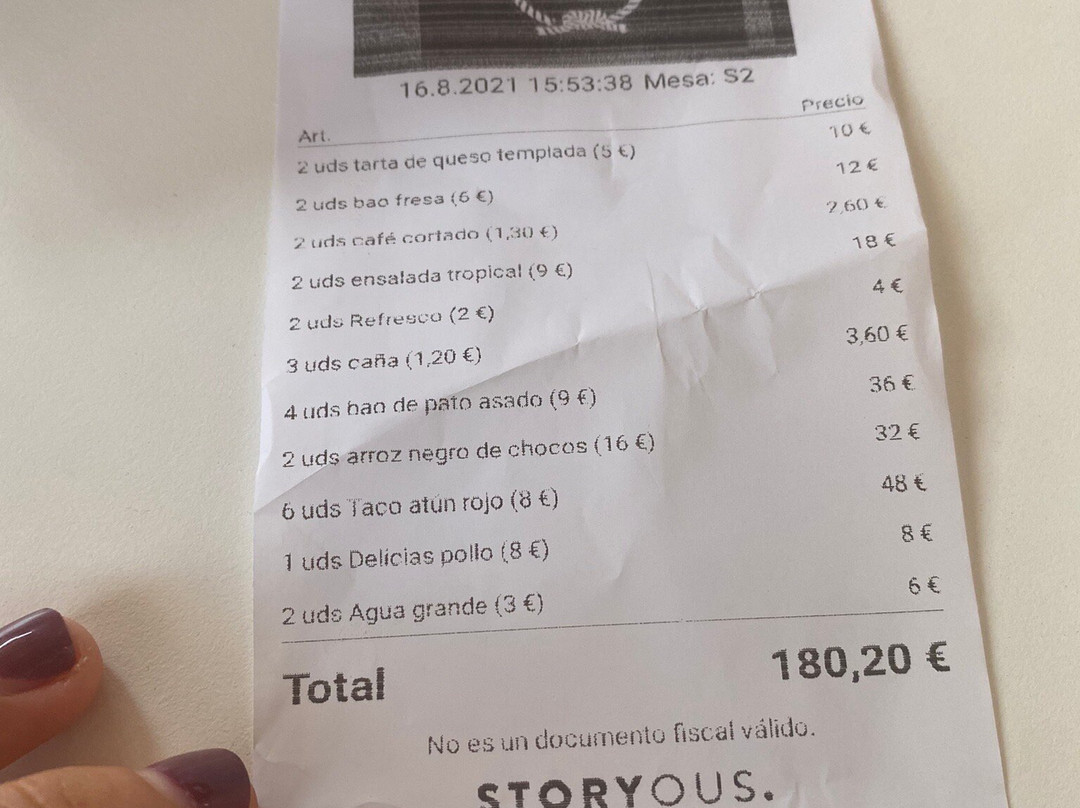 16.8.2021 15:53:38 Mesa: S2
Art. Precio
2 uds tarta de queso templada (5 €) 10 €
2 uds bao fresa (6 €) 12 €
2 uds café cortado (1,30 €) 2,60 €
2 uds ensalada tropical (9 €) 18 €
2 uds Refresco (2 €) 4 €
3 uds caña (1,20 €) 3,60 €
4 uds bao de pato asado (9 €) 36 €
2 uds arroz negro de chocos (16 €) 32 €
6 uds Taco atún rojo (8 €) 48 €
1 uds Delicias pollo (8 €) 8 €
2 uds Agua grande (3 €) 6 €
Total 180,20 €
No es un documento fiscal válido.
STORYOUS.